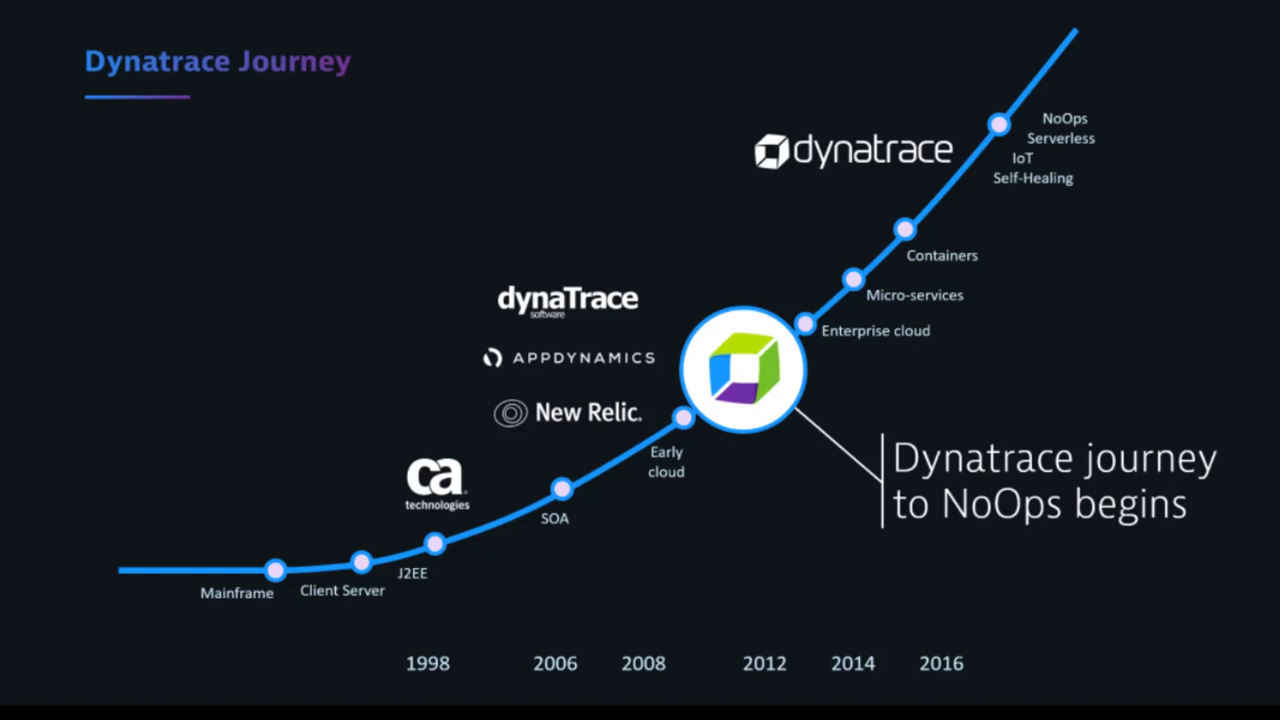 Dynatrace Journey
dynatrace
NoOps
Serverless
IoT
Self-Healing
Containers
Micro-services
Enterprise cloud
dynaTrace
software
APPDYNAMICS
New Relic.
Early
cloud
Dynatrace journey
to NoOps begins
ca
technologies
SOA
J2EE
Client Server
Mainframe
1998 2006 2008 2012 2014 2016